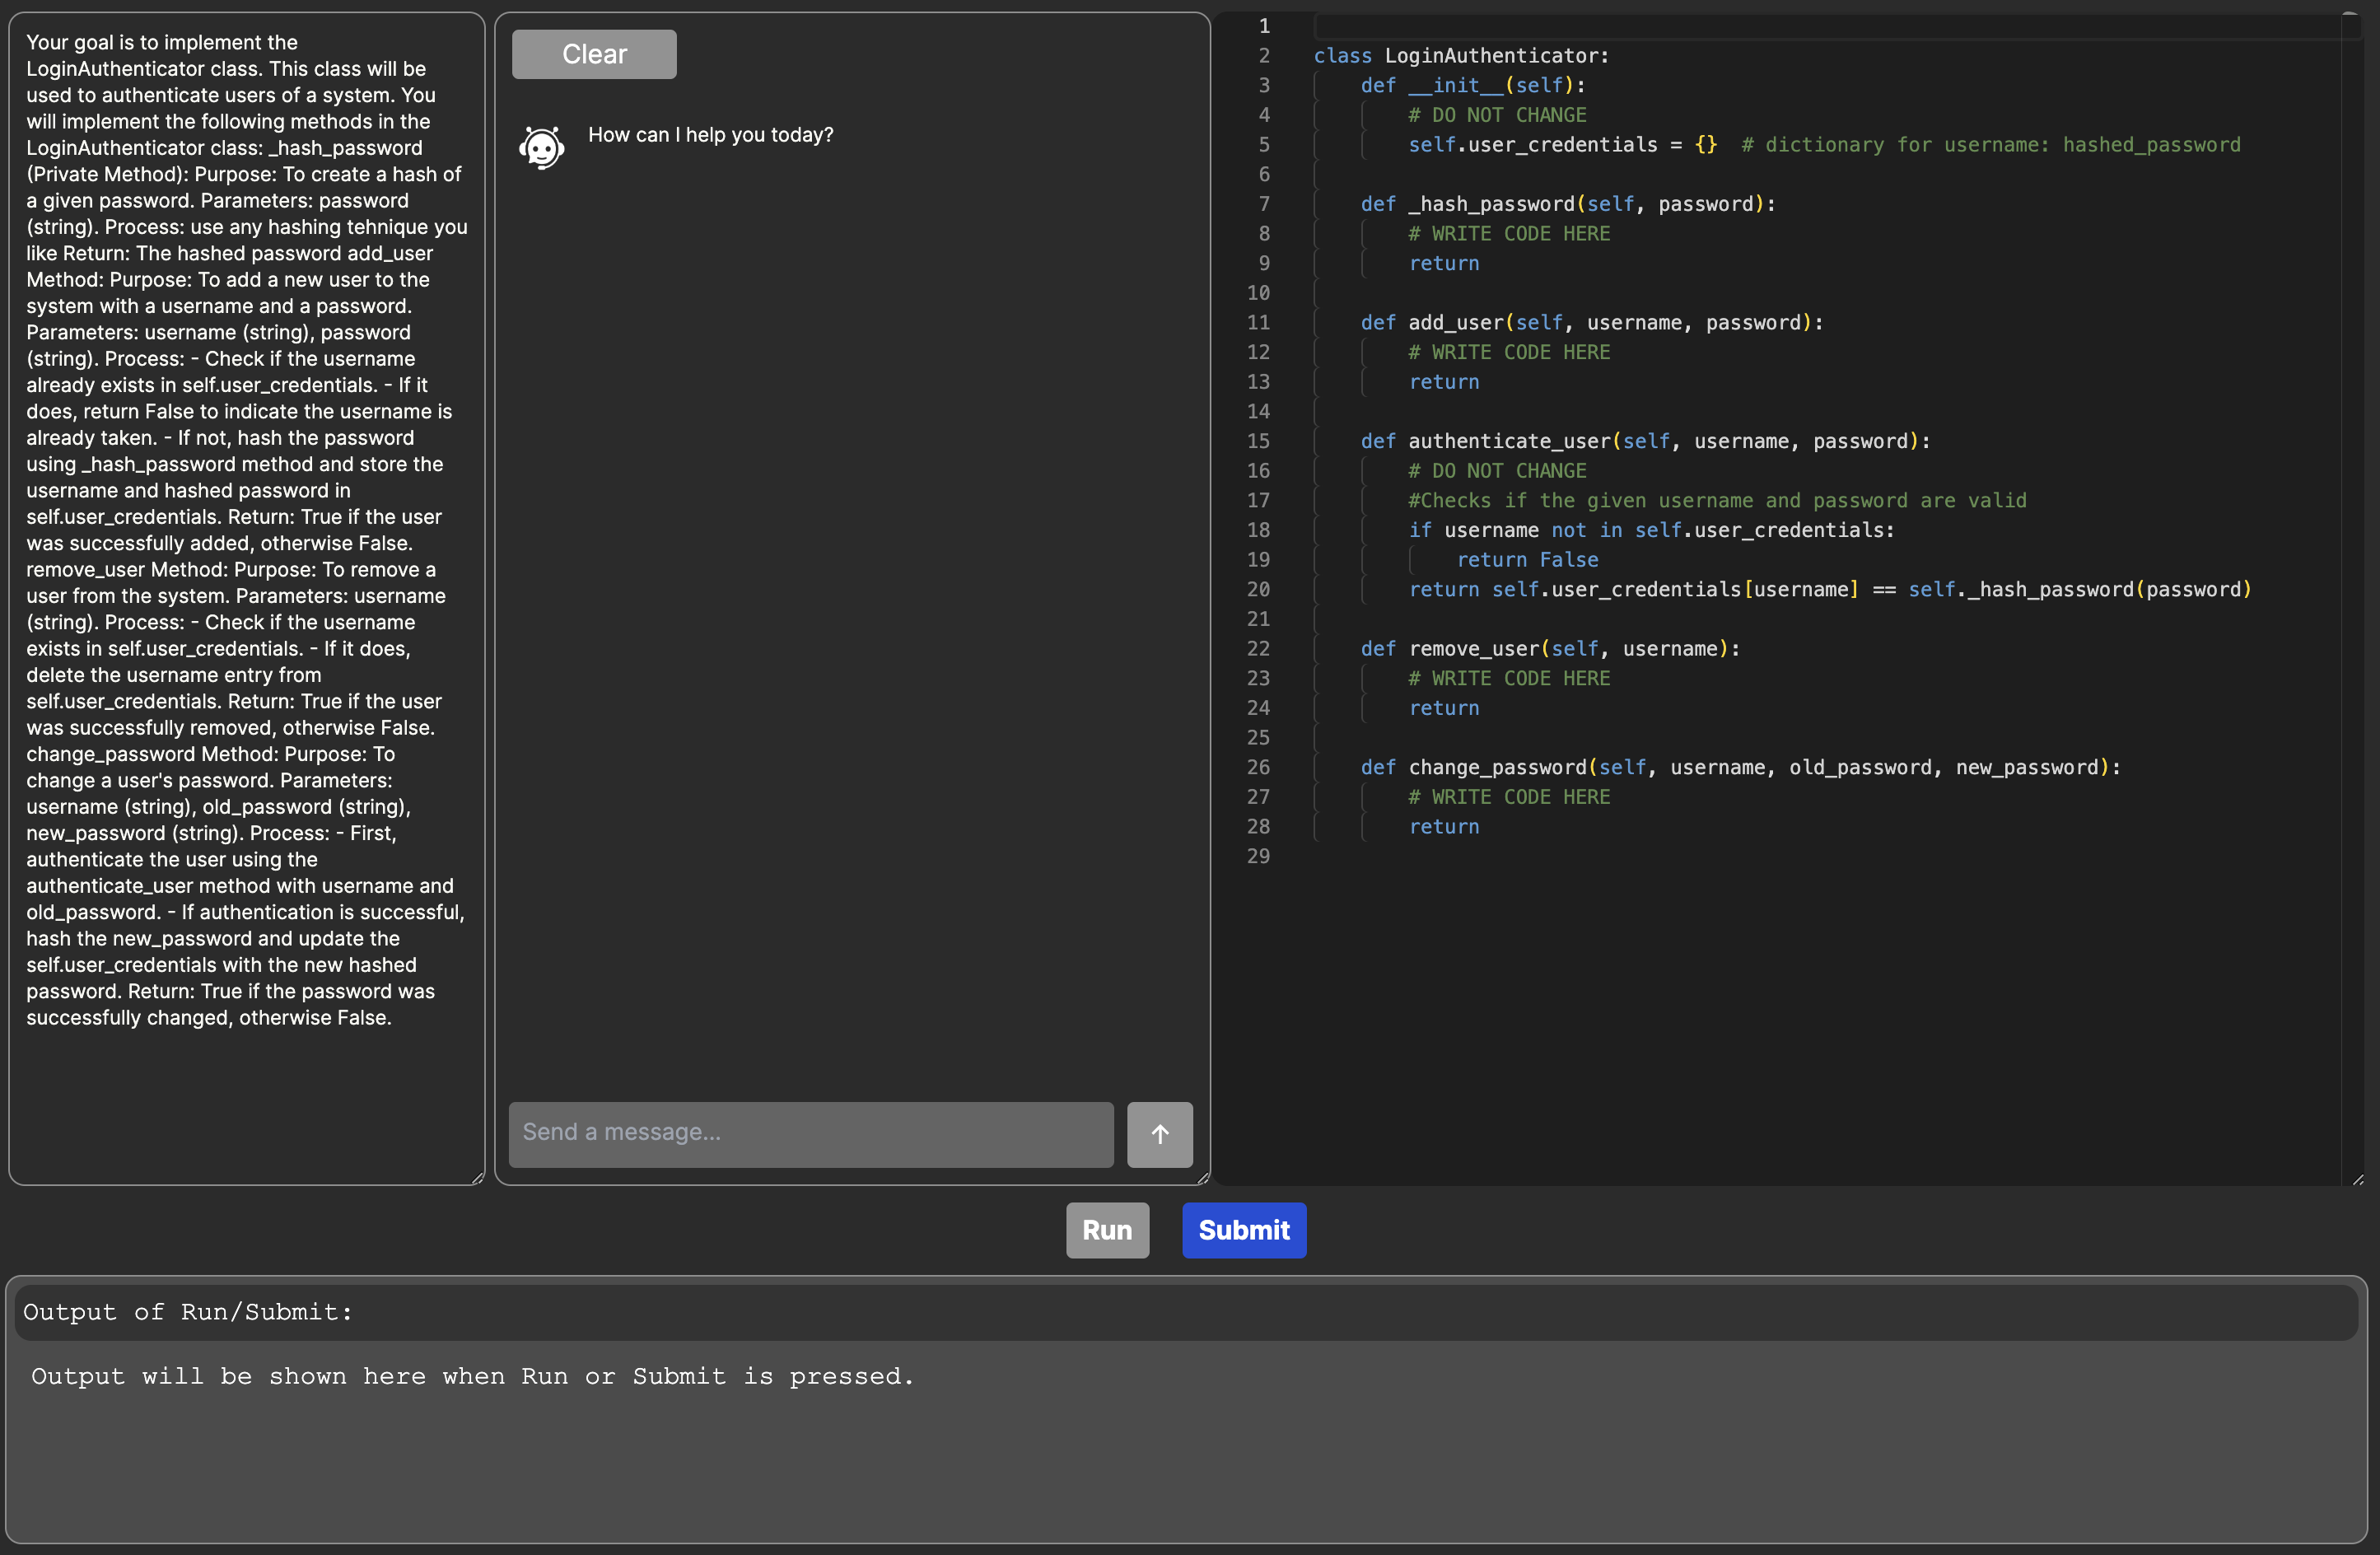 Your goal is to implement the
LoginAuthenticator class. This class will be
used to authenticate users of a system. You
will implement the following methods in the
LoginAuthenticator class: _hash_password
(Private Method): Purpose: To create a hash of
a given password. Parameters: password
(string). Process: use any hashing tehnique you
like Return: The hashed password add_user
Method: Purpose: To add a new user to the
system with a username and a password.
Parameters: username (string), password
(string). Process: - Check if the username
already exists in self.user_credentials. - If it
does, return False to indicate the username is
already taken. - If not, hash the password
using _hash_password method and store the
username and hashed password in
self.user_credentials. Return: True if the user
was successfully added, otherwise False.
remove_user Method: Purpose: To remove a
user from the system. Parameters: username
(string). Process: - Check if the username
exists in self.user_credentials. - If it does,
delete the username entry from
self.user_credentials. Return: True if the user
was successfully removed, otherwise False.
change_password Method: Purpose: To
change a user's password. Parameters:
username (string), old_password (string),
new_password (string). Process: - First,
authenticate the user using the
authenticate_user method with username and
old_password. - If authentication is successful,
hash the new_password and update the
self.user_credentials with the new hashed
password. Return: True if the password was
successfully changed, otherwise False.
Clear
How can I help you today?
Send a message...
1
2 class LoginAuthenticator:
3     def __init__(self):
4         # DO NOT CHANGE
5         self.user_credentials = {}  # dictionary for username: hashed_password
6
7     def _hash_password(self, password):
8         # WRITE CODE HERE
9         return
10
11     def add_user(self, username, password):
12         # WRITE CODE HERE
13         return
14
15     def authenticate_user(self, username, password):
16         # DO NOT CHANGE
17         #Checks if the given username and password are valid
18         if username not in self.user_credentials:
19             return False
20         return self.user_credentials[username] == self._hash_password(password)
21
22     def remove_user(self, username):
23         # WRITE CODE HERE
24         return
25
26     def change_password(self, username, old_password, new_password):
27         # WRITE CODE HERE
28         return
29
Run
Submit
Output of Run/Submit:
Output will be shown here when Run or Submit is pressed.